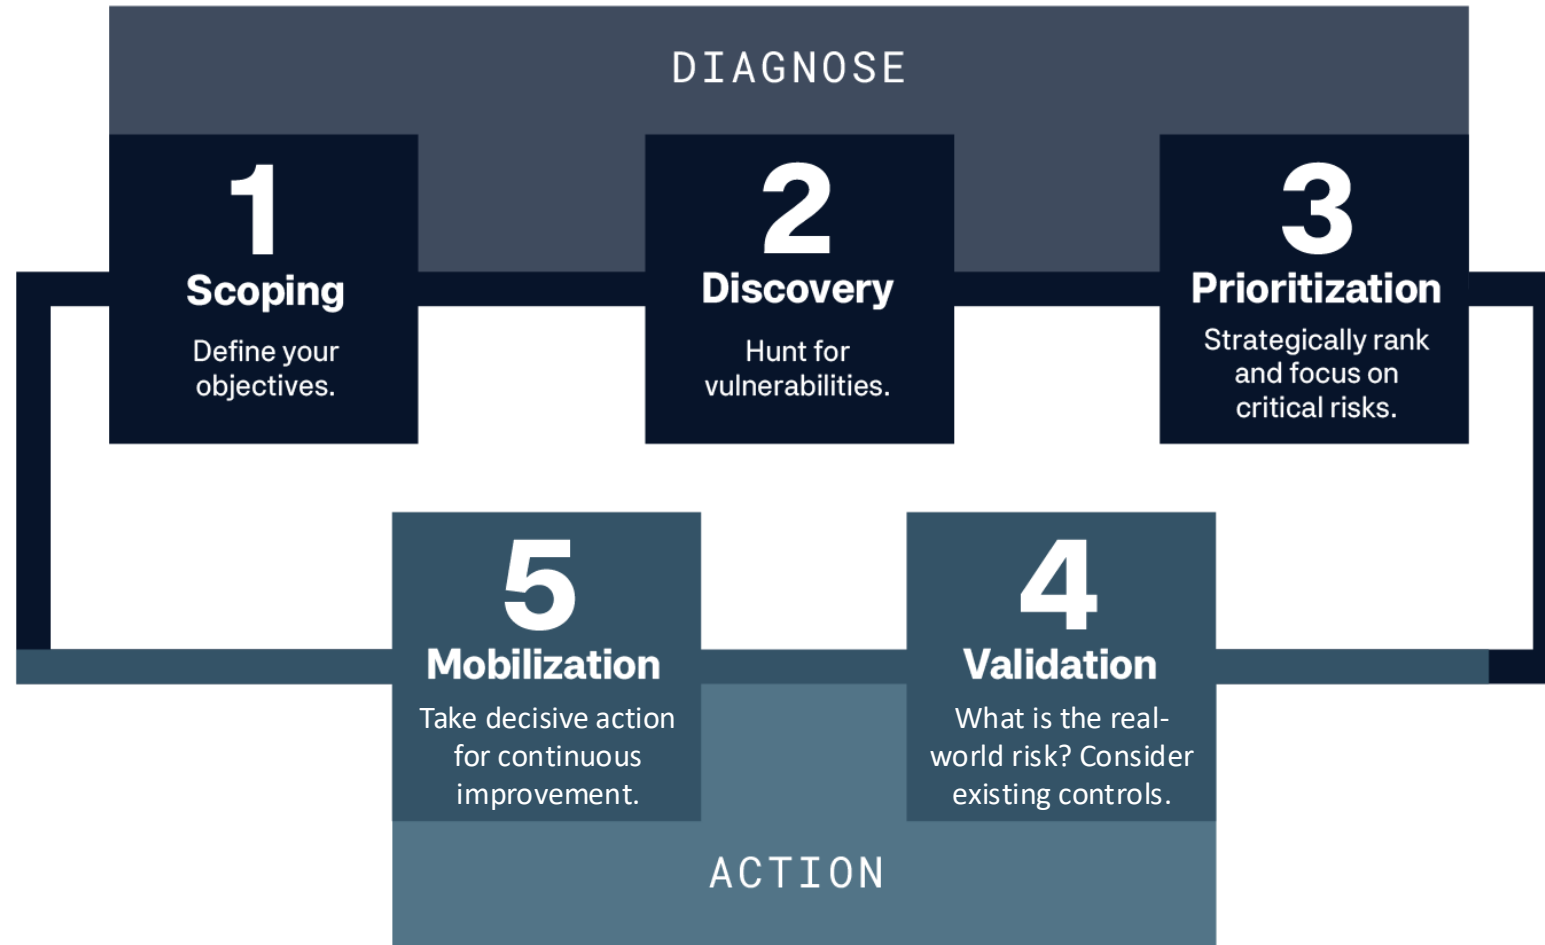 DIAGNOSE
1
Scoping
Define your
objectives.
2
Discovery
Hunt for
vulnerabilities.
3
Prioritization
Strategically rank
and focus on
critical risks.
5
Mobilization
Take decisive action
for continuous
improvement.
4
Validation
What is the real-
world risk? Consider
existing controls.
ACTION